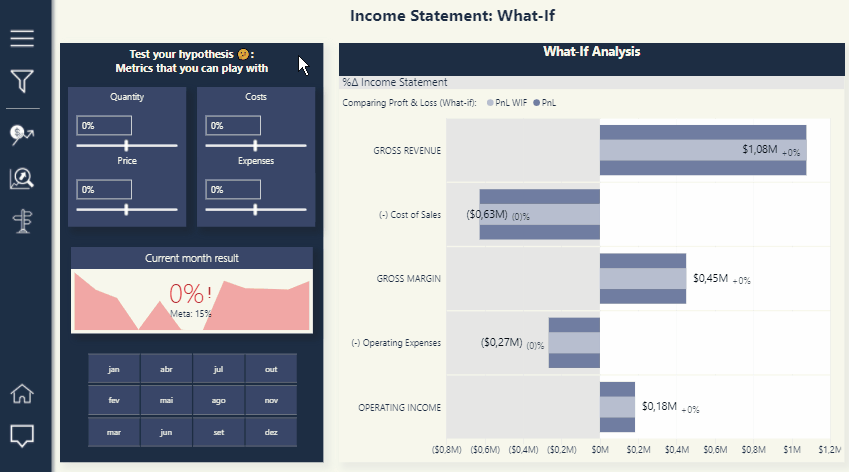 Income Statement: What-If
Test your hypothesis 🤔:
Metrics that you can play with
Quantity
Costs
0%
0%
Price
Expenses
0%
0%
Current month result
0%!
Meta: 15%
jan abr jul out
fev mai ago nov
mar jun set dez
What-If Analysis
%Δ Income Statement
Comparing Proft & Loss (What-if): PnL WIF PnL
GROSS REVENUE $1,08M +0%
(-) Cost of Sales ($0,63M) (0)%
GROSS MARGIN $0,45M +0%
(-) Operating Expenses ($0,27M) (0)%
OPERATING INCOME $0,18M +0%
($0,8M) ($0,6M) ($0,4M) ($0,2M) $0M $0,2M $0,4M $0,6M $0,8M $1M $1,2M